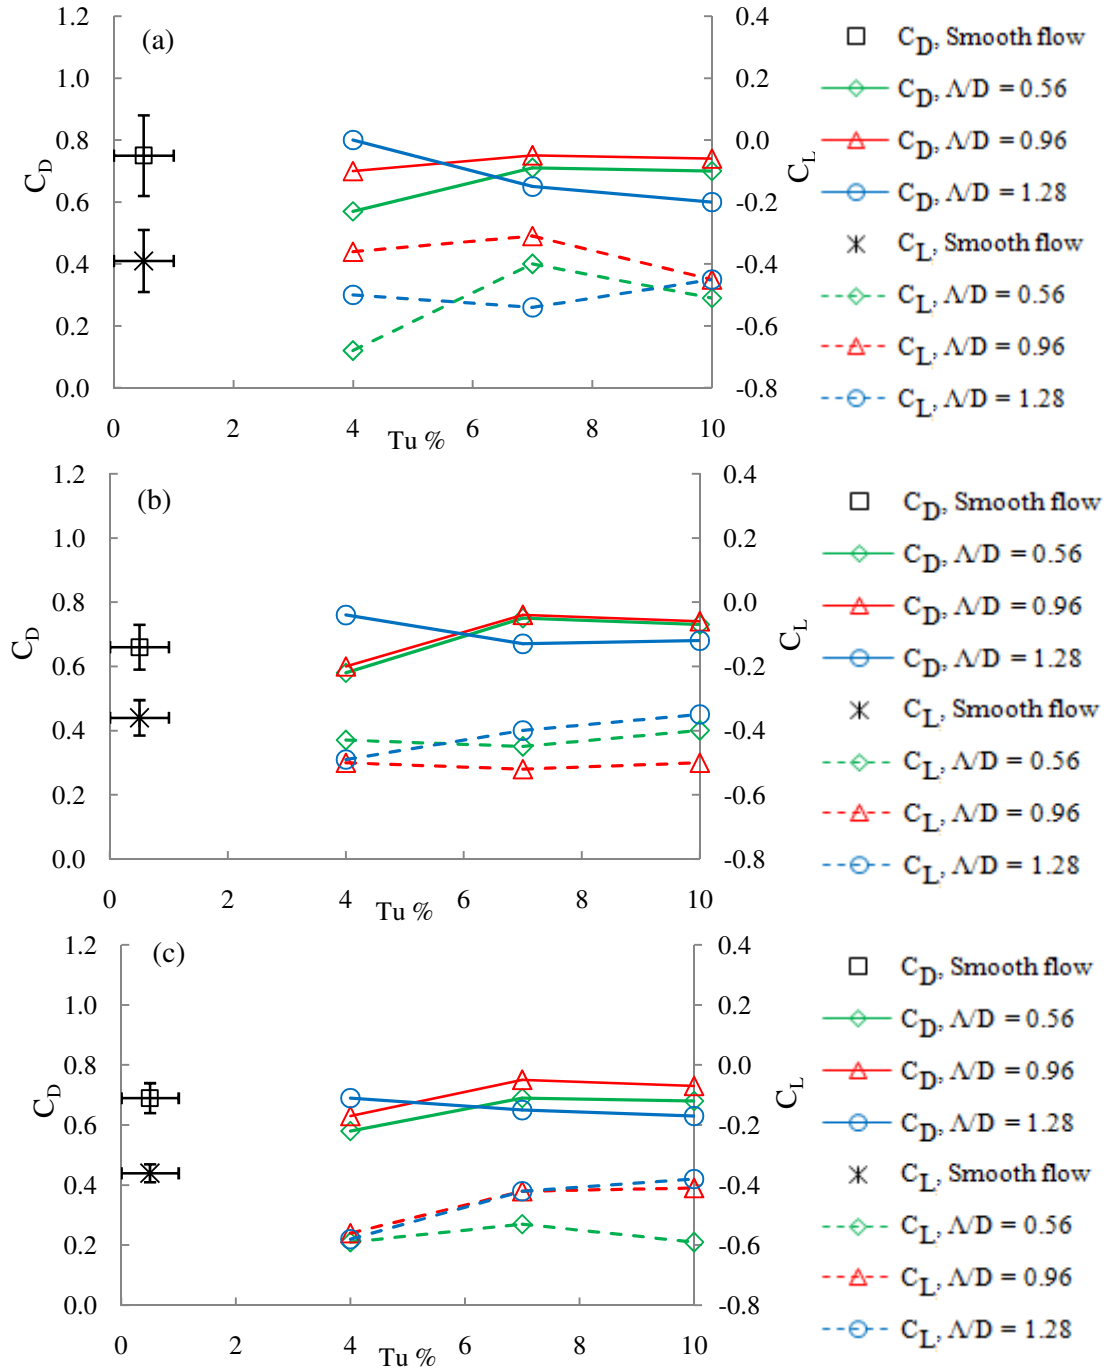 (a)
1.2
1.0
0.8
0.6
0.4
0.2
0.0
C_D
0.4
0.2
0.0
-0.2
-0.4
-0.6
-0.8
C_L
0 2 4 6 8 10
Tu %
C_D, Smooth flow
C_D, Λ/D = 0.56
C_D, Λ/D = 0.96
C_D, Λ/D = 1.28
C_L, Smooth flow
C_L, Λ/D = 0.56
C_L, Λ/D = 0.96
C_L, Λ/D = 1.28
(b)
1.2
1.0
0.8
0.6
0.4
0.2
0.0
C_D
0.4
0.2
0.0
-0.2
-0.4
-0.6
-0.8
C_L
0 2 4 6 8 10
Tu %
C_D, Smooth flow
C_D, Λ/D = 0.56
C_D, Λ/D = 0.96
C_D, Λ/D = 1.28
C_L, Smooth flow
C_L, Λ/D = 0.56
C_L, Λ/D = 0.96
C_L, Λ/D = 1.28
(c)
1.2
1.0
0.8
0.6
0.4
0.2
0.0
C_D
0.4
0.2
0.0
-0.2
-0.4
-0.6
-0.8
C_L
0 2 4 6 8 10
Tu %
C_D, Smooth flow
C_D, Λ/D = 0.56
C_D, Λ/D = 0.96
C_D, Λ/D = 1.28
C_L, Smooth flow
C_L, Λ/D = 0.56
C_L, Λ/D = 0.96
C_L, Λ/D = 1.28